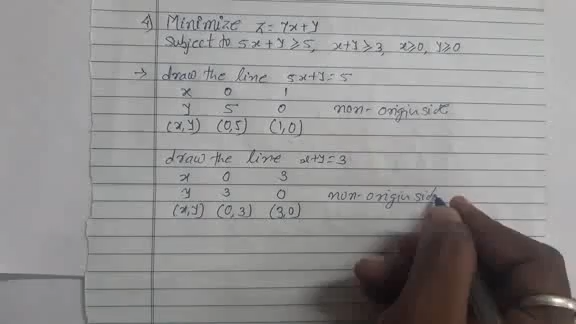 4) Minimize z = 7x+y
Subject to 5x+y≥5, x+y≥3, x≥0, y≥0
→ draw the line 5x+y=5
x 0 1
y 5 0 non-origin side
(x,y) (0,5) (1,0)
draw the line x+y=3
x 0 3
y 3 0 non-origin side
(x,y) (0,3) (3,0)